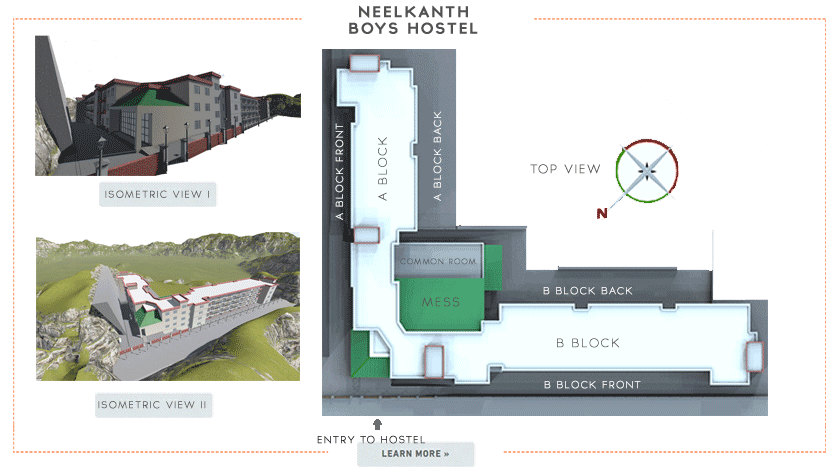 NEELKANTH
BOYS HOSTEL
ISOMETRIC VIEW I
ISOMETRIC VIEW II
A BLOCK FRONT
A BLOCK
A BLOCK BACK
TOP VIEW
N
COMMON ROOM
MESS
B BLOCK BACK
B BLOCK
B BLOCK FRONT
ENTRY TO HOSTEL
LEARN MORE »